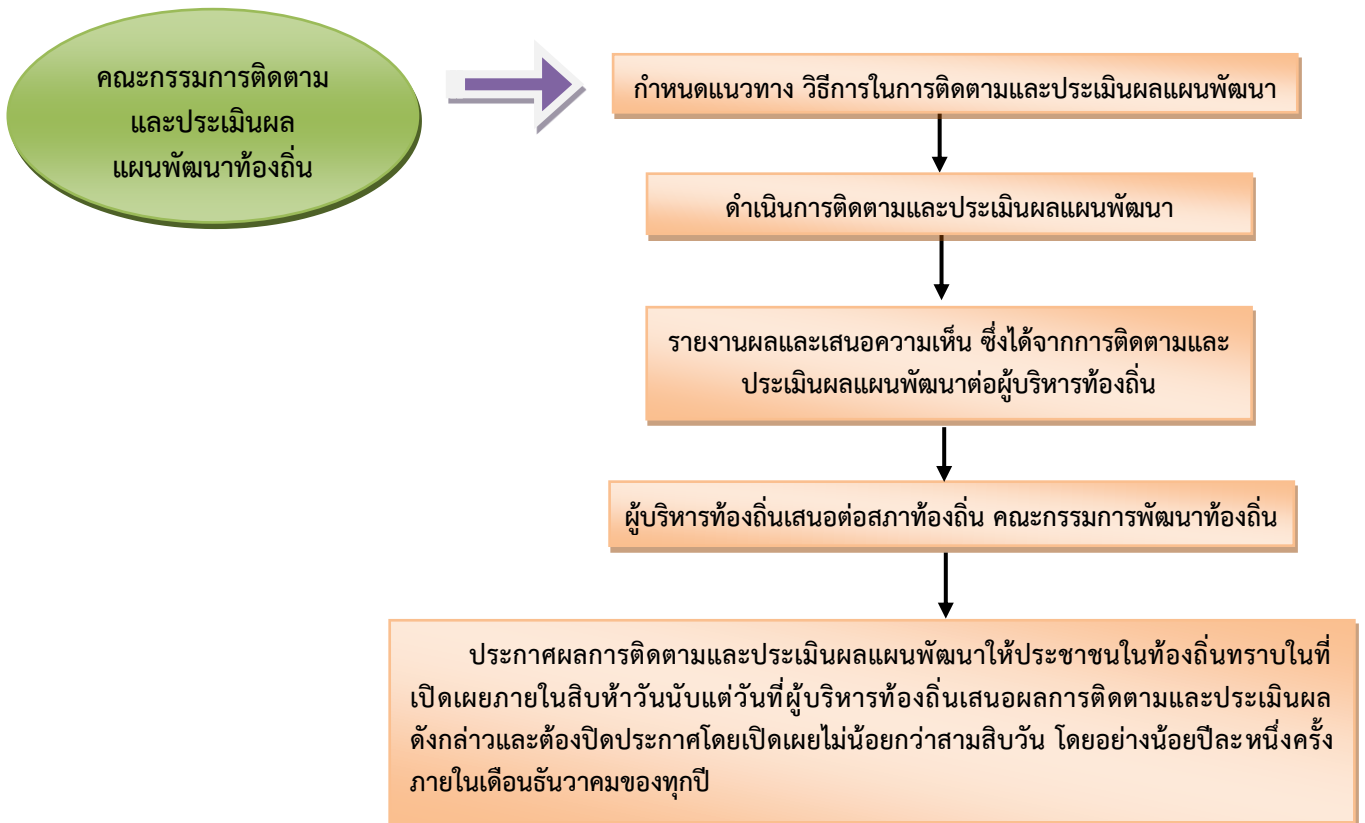 คณะกรรมการติดตาม
และประเมินผล
แผนพัฒนาท้องถิ่น
กำหนดแนวทาง วิธีการในการติดตามและประเมินผลแผนพัฒนา
ดำเนินการติดตามและประเมินผลแผนพัฒนา
รายงานผลและเสนอความเห็น ซึ่งได้จากการติดตามและ
ประเมินผลแผนพัฒนาต่อผู้บริหารท้องถิ่น
ผู้บริหารท้องถิ่นเสนอต่อสภาท้องถิ่น คณะกรรมการพัฒนาท้องถิ่น
ประกาศผลการติดตามและประเมินผลแผนพัฒนาให้ประชาชนในท้องถิ่นทราบในที่
เปิดเผยภายในสิบห้าวันนับแต่วันที่ผู้บริหารท้องถิ่นเสนอผลการติดตามและประเมินผล
ดังกล่าวและต้องปิดประกาศโดยเปิดเผยไม่น้อยกว่าสามสิบวัน โดยอย่างน้อยปีละหนึ่งครั้ง
ภายในเดือนธันวาคมของทุกปี